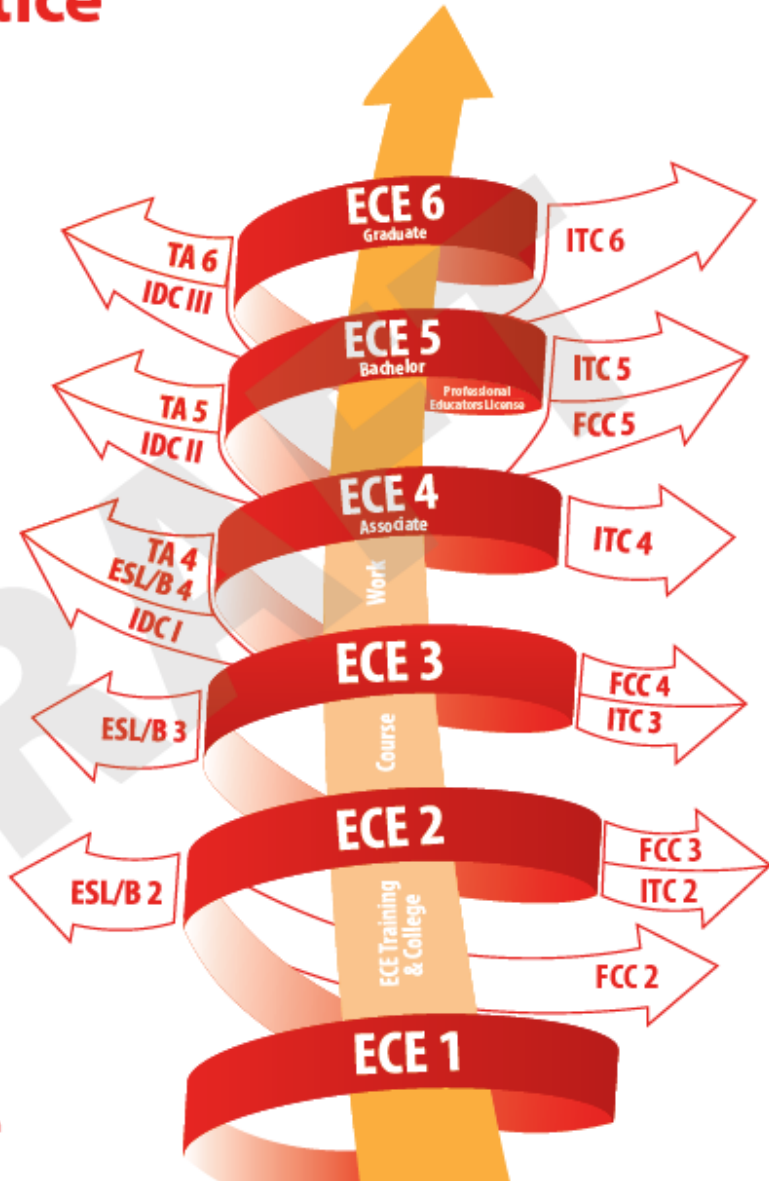 ECE 6
Graduate
TA 6
IDC III
ITC 6
ECE 5
Bachelor
Professional
Educators License
TA 5
IDC II
ITC 5
FCC 5
ECE 4
Associate
TA 4
ESL/B 4
IDC I
ITC 4
Work
ECE 3
ESL/B 3
FCC 4
ITC 3
Course
ECE 2
ESL/B 2
FCC 3
ITC 2
ECE Training
& College
FCC 2
ECE 1